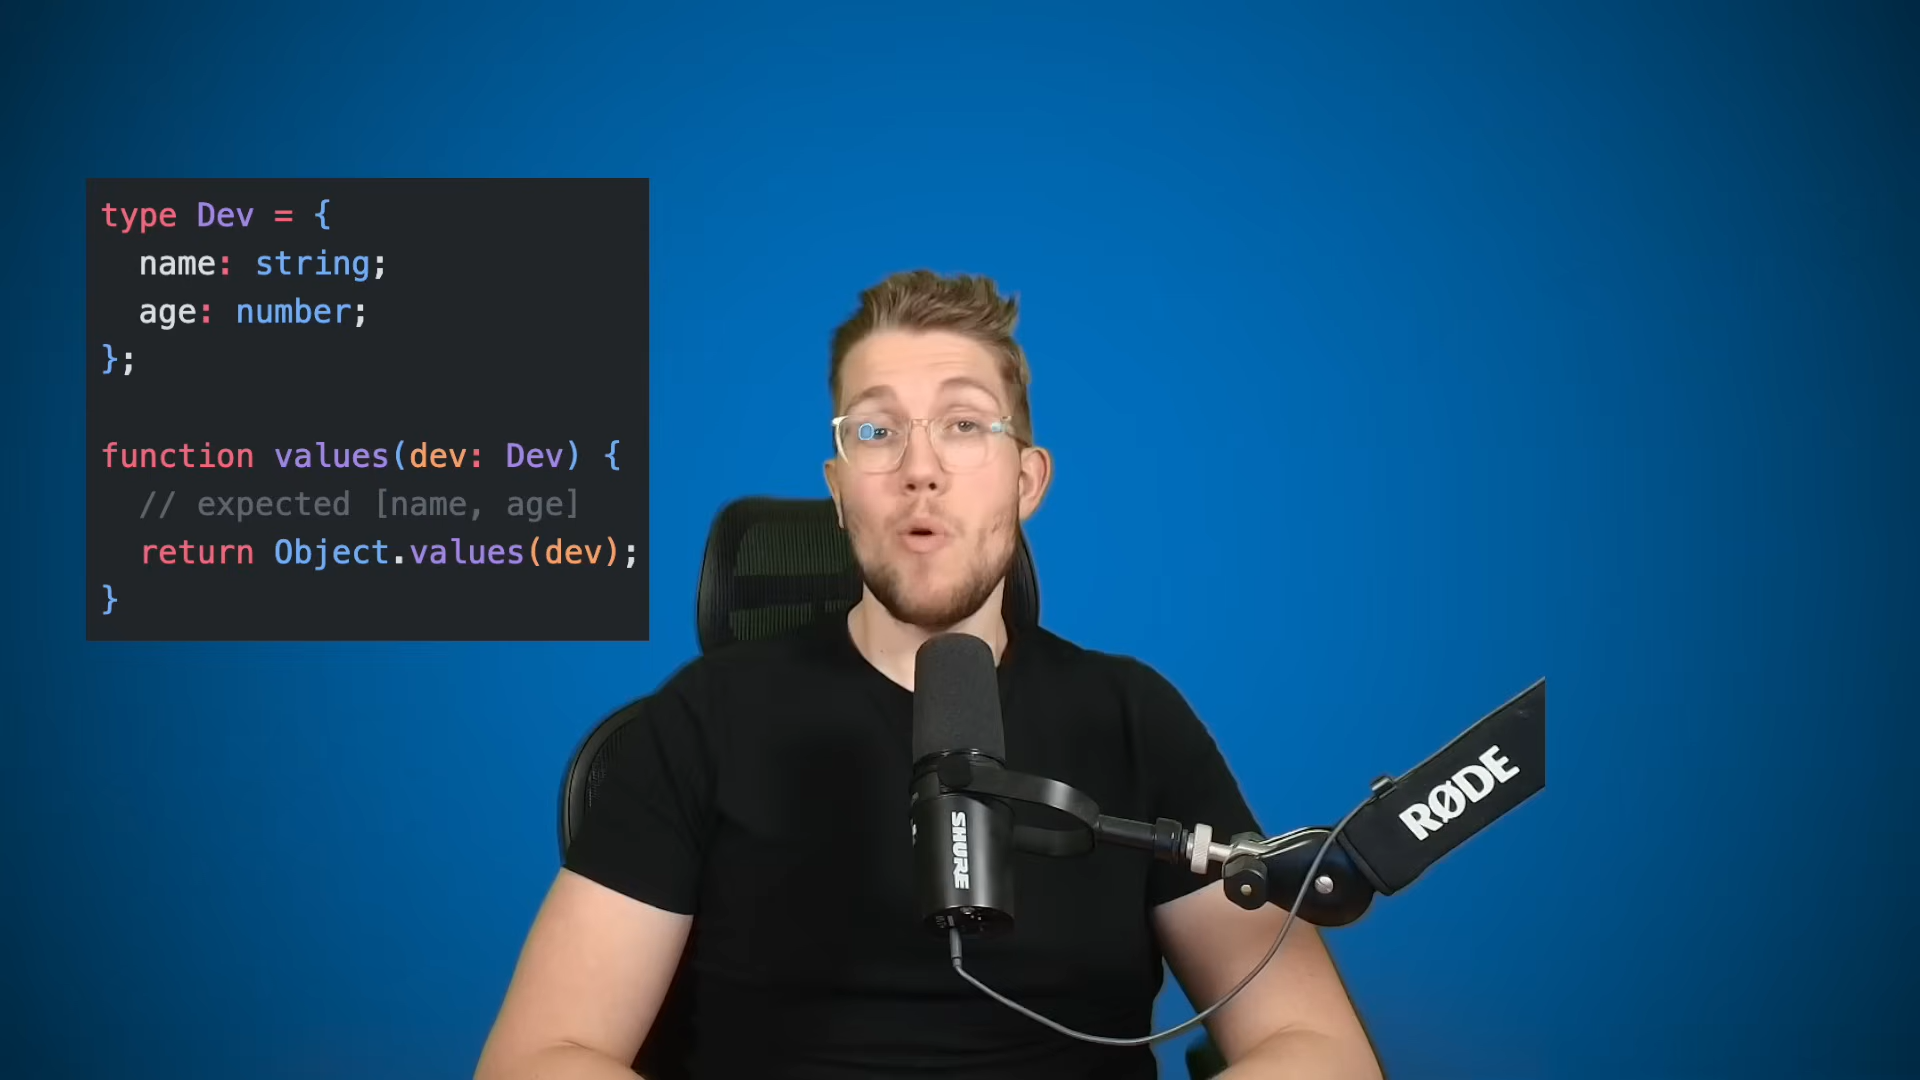 type Dev = {
  name: string;
  age: number;
};

function values(dev: Dev) {
  // expected [name, age]
  return Object.values(dev);
}
SHURE
RØDE